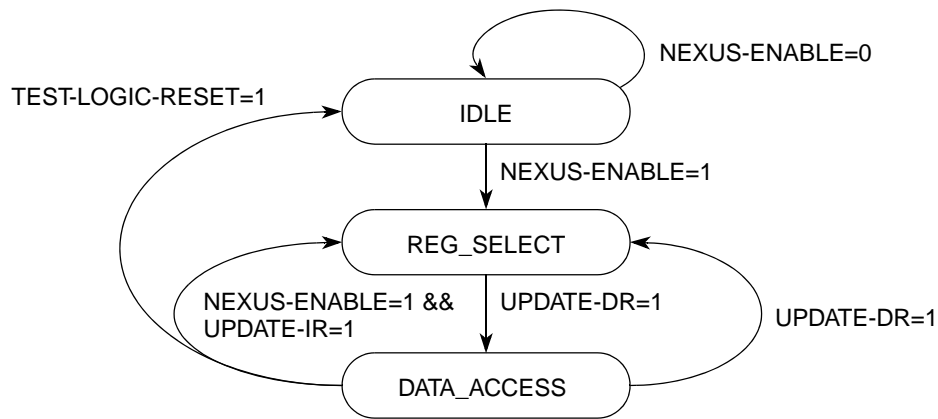 NEXUS-ENABLE=0
TEST-LOGIC-RESET=1
IDLE
NEXUS-ENABLE=1
REG_SELECT
NEXUS-ENABLE=1 &&
UPDATE-IR=1
UPDATE-DR=1
UPDATE-DR=1
DATA_ACCESS